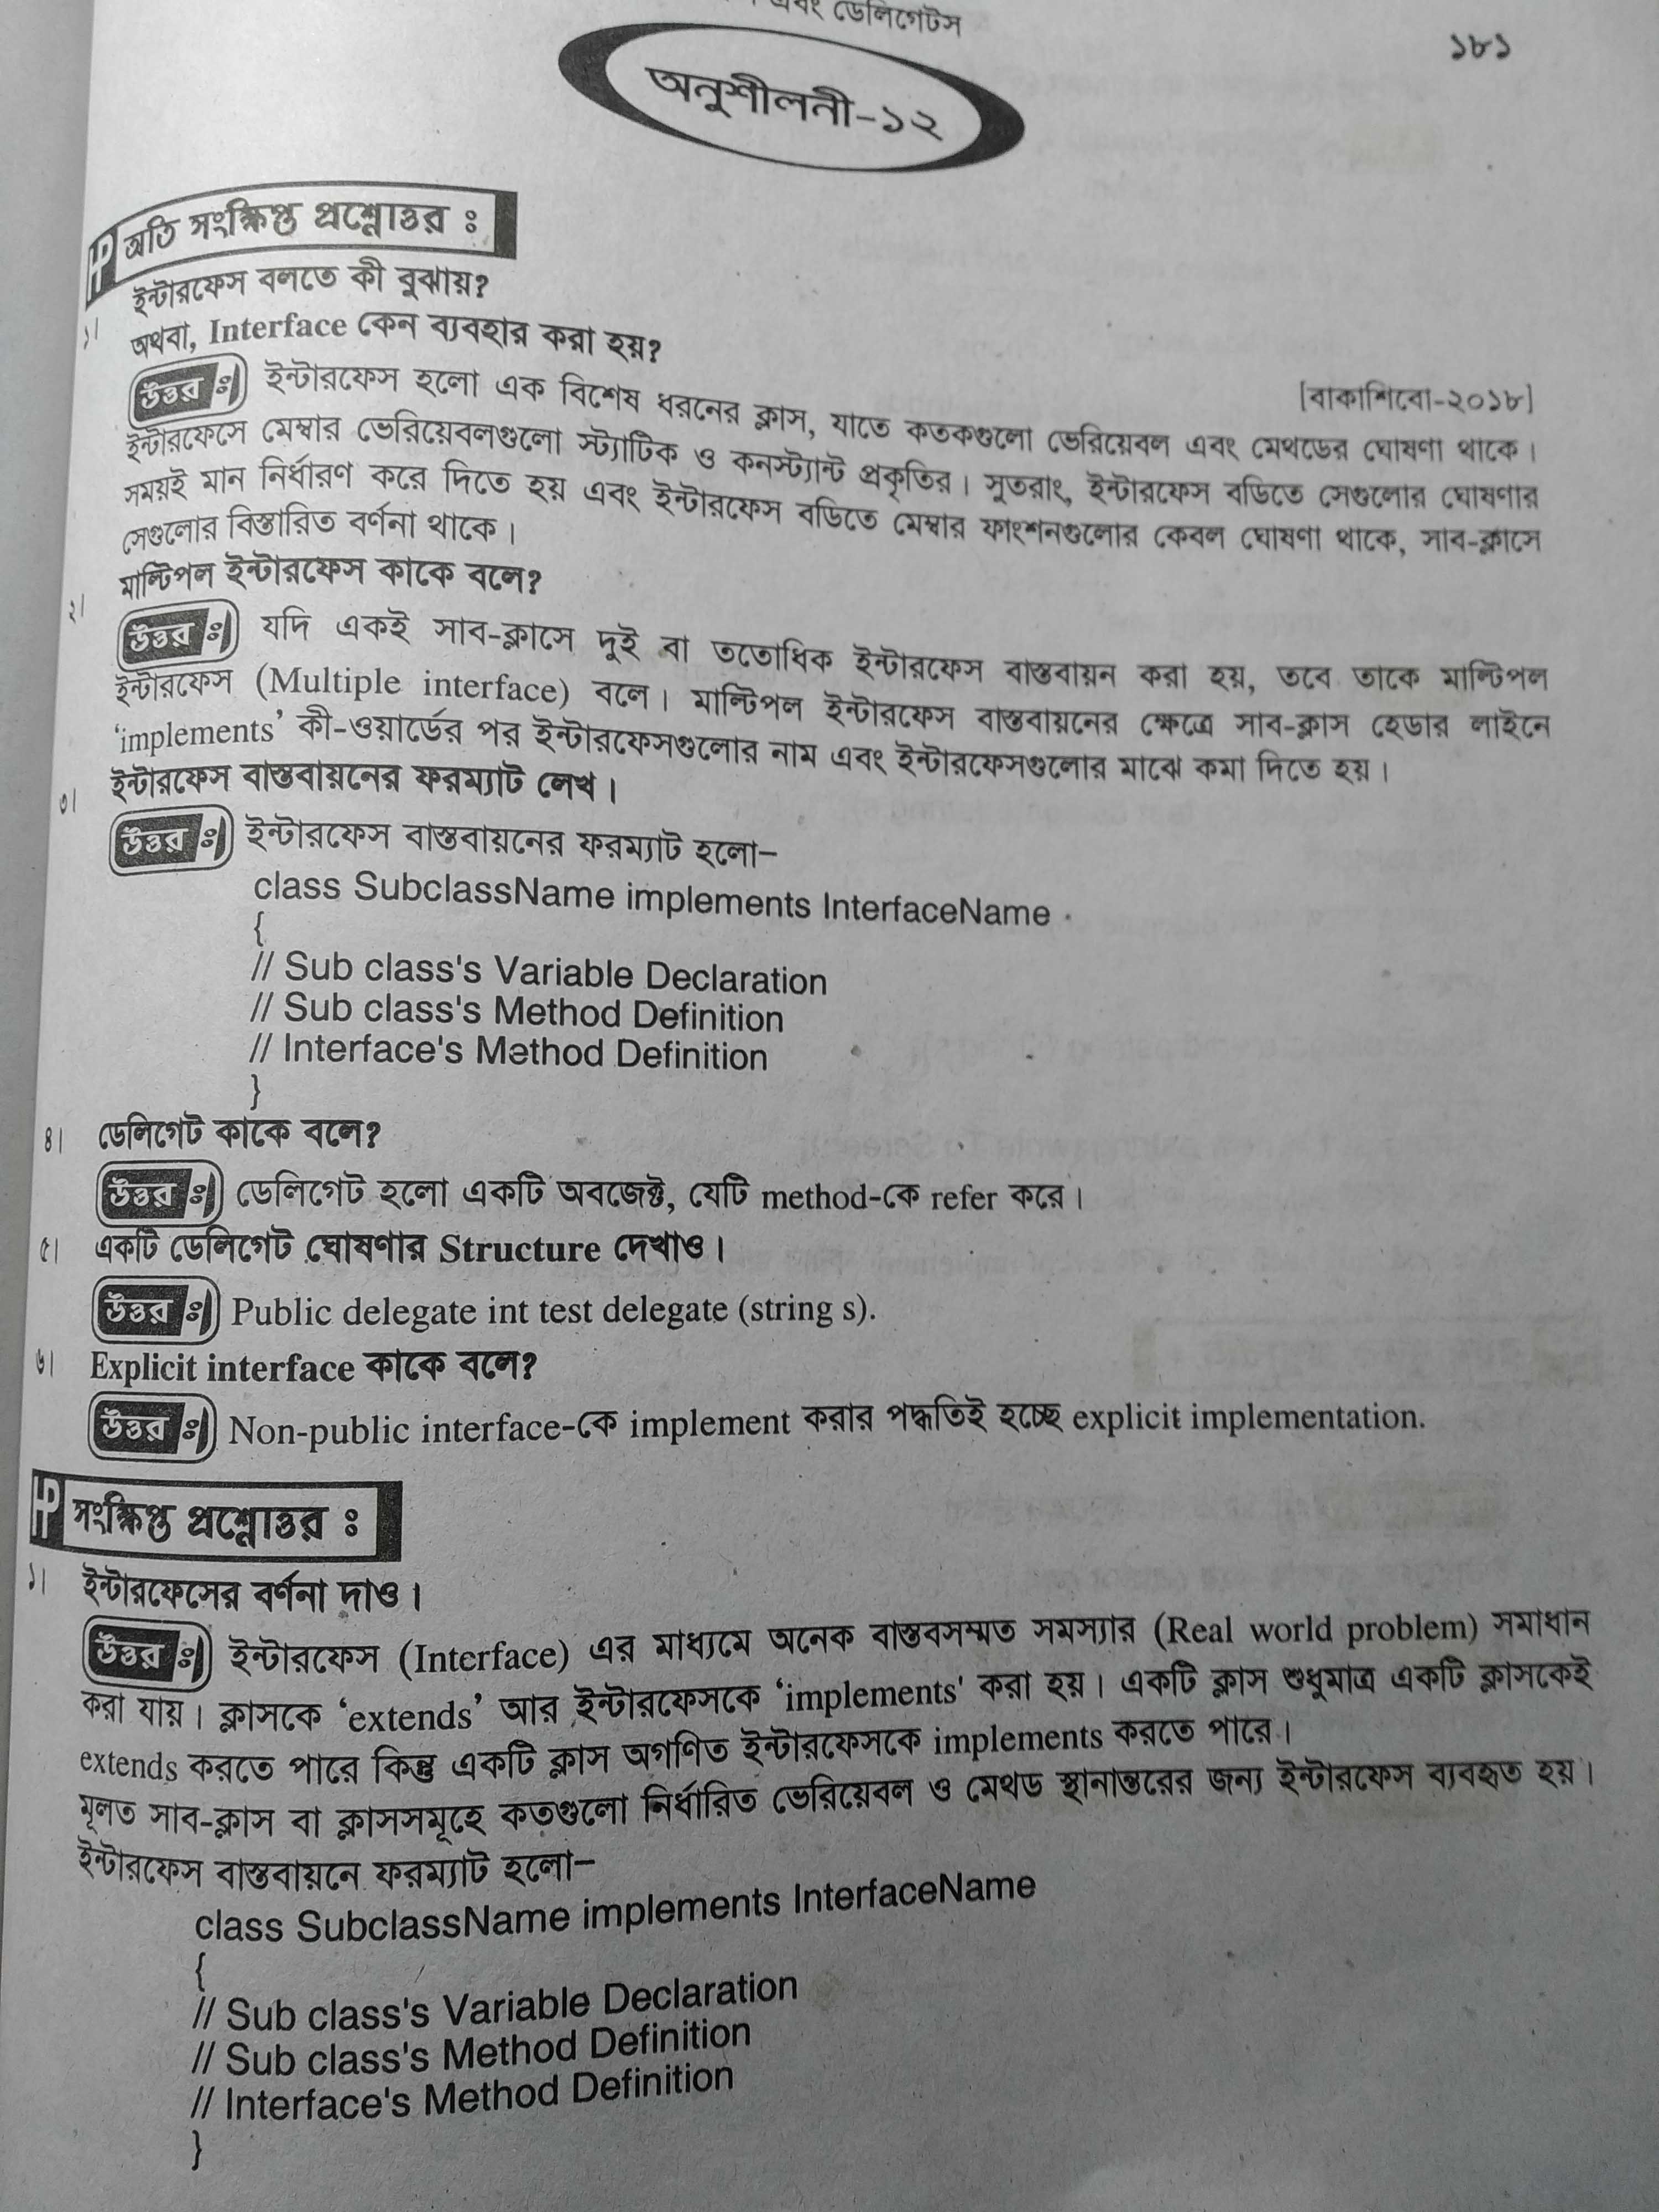 এবং ডেলিগেটস
১৮১
অনুশীলনী-১২
অতি সংক্ষিপ্ত প্রশ্নোত্তর ঃ
১। ইন্টারফেস বলতে কী বুঝায়?
অথবা, Interface কেন ব্যবহার করা হয়?
[বাকাশিবো-২০১৮]
উত্তর ঃ ইন্টারফেস হলো এক বিশেষ ধরনের ক্লাস, যাতে কতকগুলো ভেরিয়েবল এবং মেথডের ঘোষণা থাকে।
ইন্টারফেসে মেম্বার ভেরিয়েবলগুলো স্ট্যাটিক ও কনস্ট্যান্ট প্রকৃতির। সুতরাং, ইন্টারফেস বডিতে সেগুলোর ঘোষণার
সময়ই মান নির্ধারণ করে দিতে হয় এবং ইন্টারফেস বডিতে মেম্বার ফাংশনগুলোর কেবল ঘোষণা থাকে, সাব-ক্লাসে
সেগুলোর বিস্তারিত বর্ণনা থাকে।
২। মাল্টিপল ইন্টারফেস কাকে বলে?
উত্তর ঃ যদি একই সাব-ক্লাসে দুই বা ততোধিক ইন্টারফেস বাস্তবায়ন করা হয়, তবে তাকে মাল্টিপল
ইন্টারফেস (Multiple interface) বলে। মাল্টিপল ইন্টারফেস বাস্তবায়নের ক্ষেত্রে সাব-ক্লাস হেডার লাইনে
‘implements’ কী-ওয়ার্ডের পর ইন্টারফেসগুলোর নাম এবং ইন্টারফেসগুলোর মাঝে কমা দিতে হয়।
৩। ইন্টারফেস বাস্তবায়নের ফরম্যাট লেখ।
উত্তর ঃ ইন্টারফেস বাস্তবায়নের ফরম্যাট হলো–
class SubclassName implements InterfaceName
{
// Sub class's Variable Declaration
// Sub class's Method Definition
// Interface's Method Definition
}
৪। ডেলিগেট কাকে বলে?
উত্তর ঃ ডেলিগেট হলো একটি অবজেক্ট, যেটি method-কে refer করে।
৫। একটি ডেলিগেট ঘোষণার Structure দেখাও।
উত্তর ঃ Public delegate int test delegate (string s).
৬। Explicit interface কাকে বলে?
উত্তর ঃ Non-public interface-কে implement করার পদ্ধতিই হচ্ছে explicit implementation.
সংক্ষিপ্ত প্রশ্নোত্তর ঃ
১। ইন্টারফেসের বর্ণনা দাও।
উত্তর ঃ ইন্টারফেস (Interface) এর মাধ্যমে অনেক বাস্তবসম্মত সমস্যার (Real world problem) সমাধান
করা যায়। ক্লাসকে ‘extends’ আর ইন্টারফেসকে ‘implements' করা হয়। একটি ক্লাস শুধুমাত্র একটি ক্লাসকেই
extends করতে পারে কিন্তু একটি ক্লাস অগণিত ইন্টারফেসকে implements করতে পারে।
মূলত সাব-ক্লাস বা ক্লাসসমূহে কতগুলো নির্ধারিত ভেরিয়েবল ও মেথড স্থানান্তরের জন্য ইন্টারফেস ব্যবহৃত হয়।
ইন্টারফেস বাস্তবায়নে ফরম্যাট হলো–
class SubclassName implements InterfaceName
{
// Sub class's Variable Declaration
// Sub class's Method Definition
// Interface's Method Definition
}